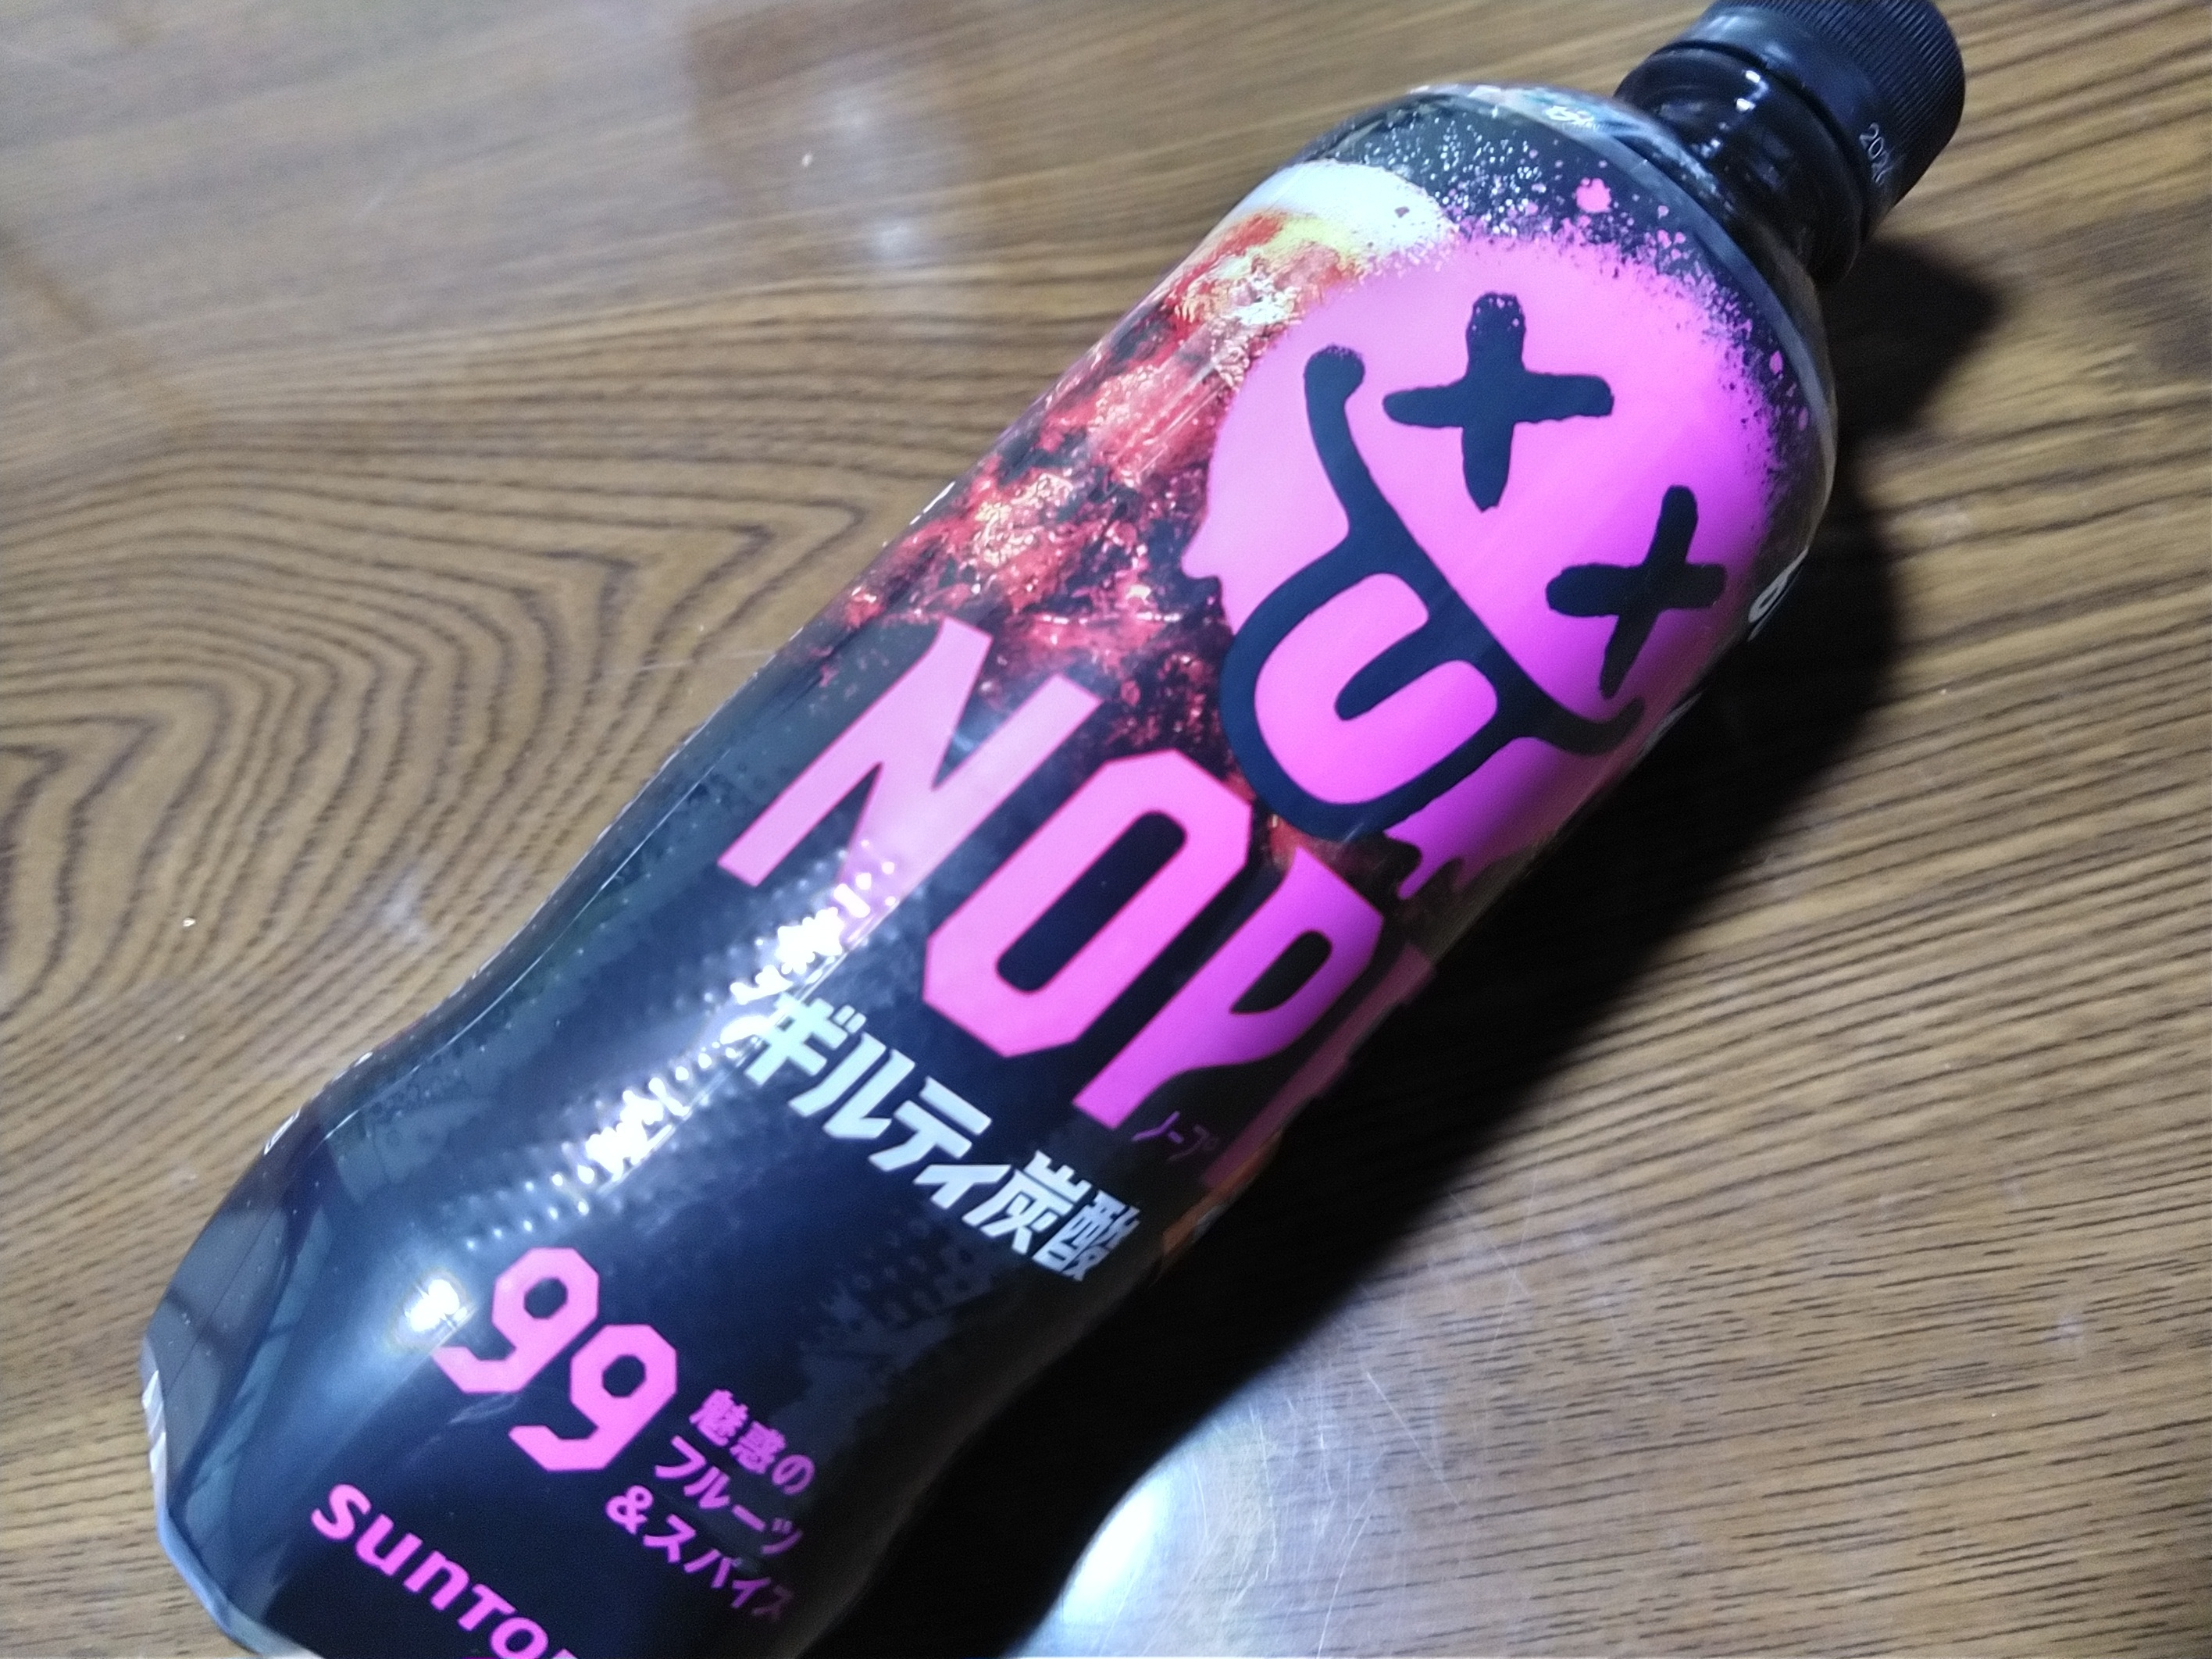 NOPE
ノープ
ギルティ炭酸
99
魅惑の
フルーツ
&スパイス
SUNTO